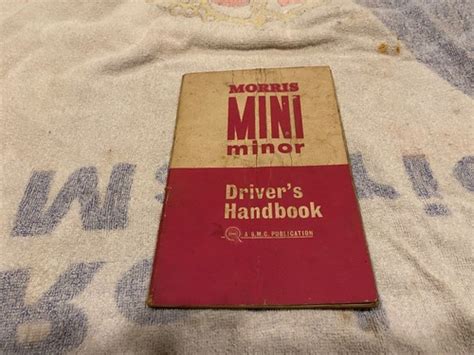 MORRIS
MINI
minor
Driver's
Handbook
A B.M.C. PUBLICATION